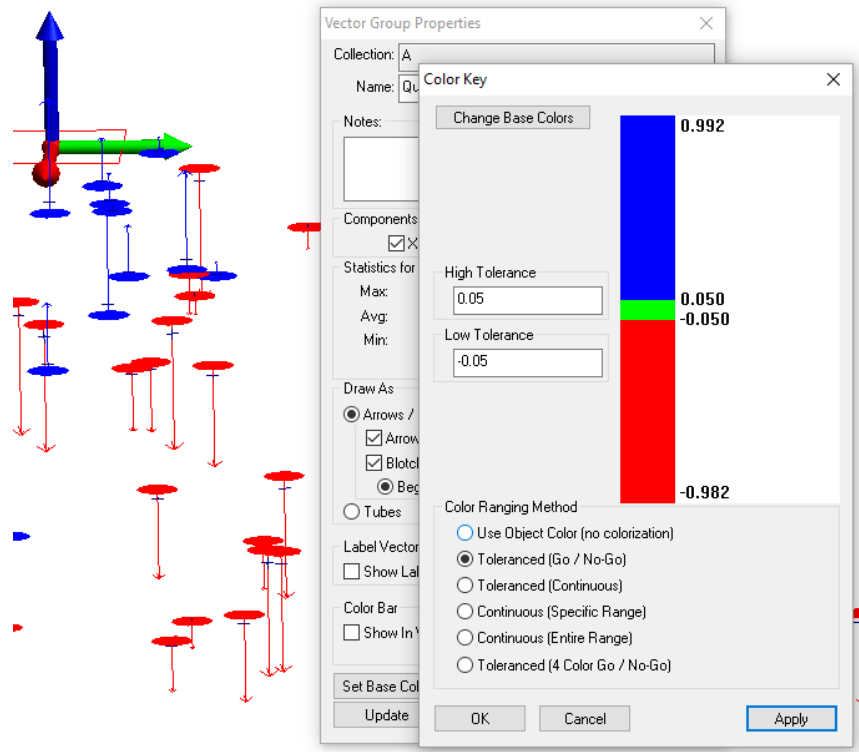 Vector Group Properties
Collection: A
Name: Qu
Notes:
Components
X
Statistics for
Max:
Avg:
Min:
Draw As
Arrows /
Arrow
Blotch
Beg
Tubes
Label Vector
Show Lal
Color Bar
Show In V
Set Base Col
Update
Color Key
Change Base Colors
0.992
High Tolerance
0.05
0.050
-0.050
Low Tolerance
-0.05
-0.982
Color Ranging Method
Use Object Color (no colorization)
Toleranced (Go / No-Go)
Toleranced (Continuous)
Continuous (Specific Range)
Continuous (Entire Range)
Toleranced (4 Color Go / No-Go)
OK
Cancel
Apply